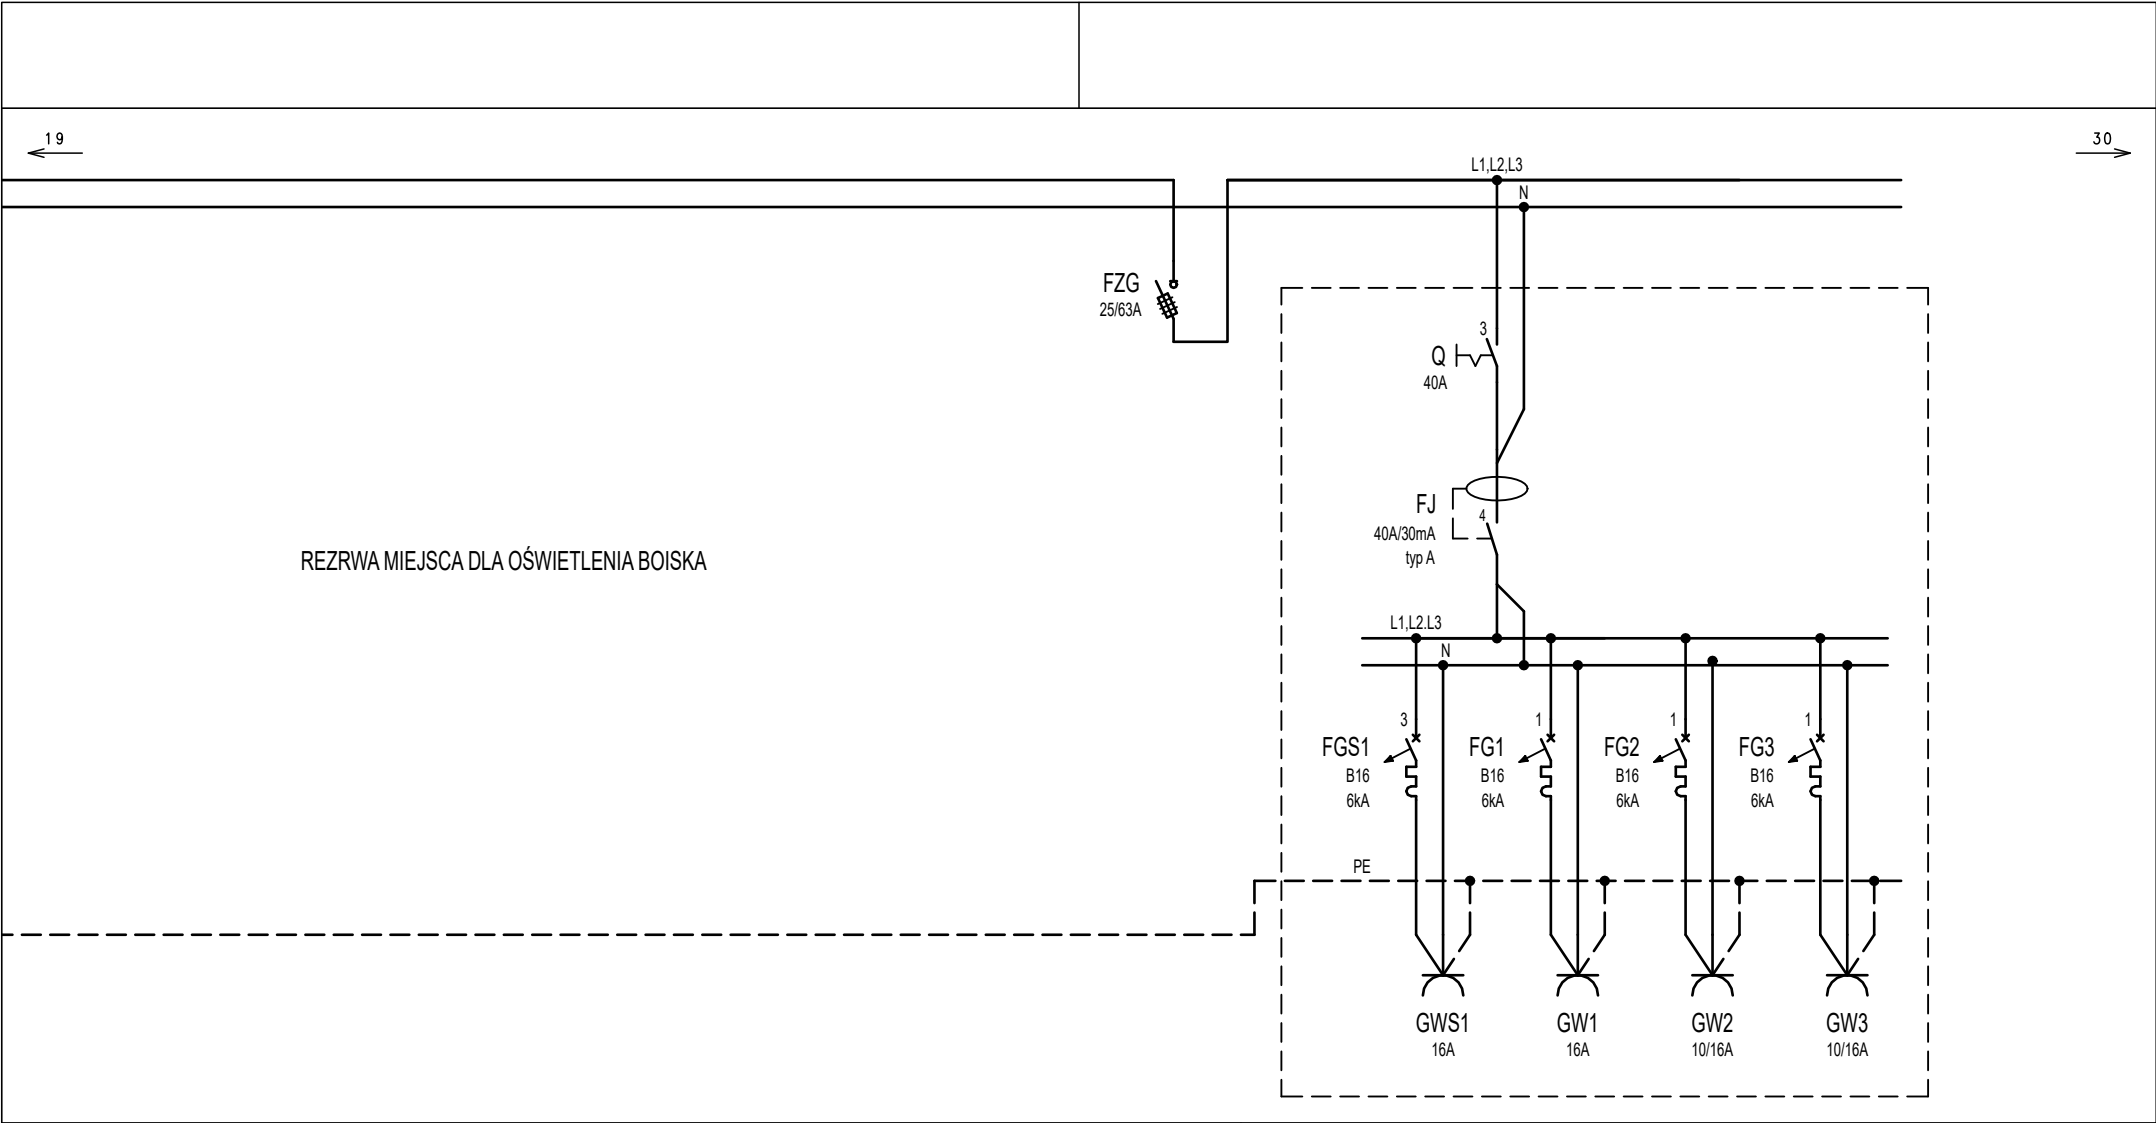 19
30
L1,L2,L3
N
FZG
25/63A
3
Q
40A
FJ
4
40A/30mA
typ A
REZRWA MIEJSCA DLA OŚWIETLENIA BOISKA
L1,L2.L3
N
3
1
1
1
FGS1
FG1
FG2
FG3
B16
B16
B16
B16
6kA
6kA
6kA
6kA
PE
GWS1
GW1
GW2
GW3
16A
16A
10/16A
10/16A